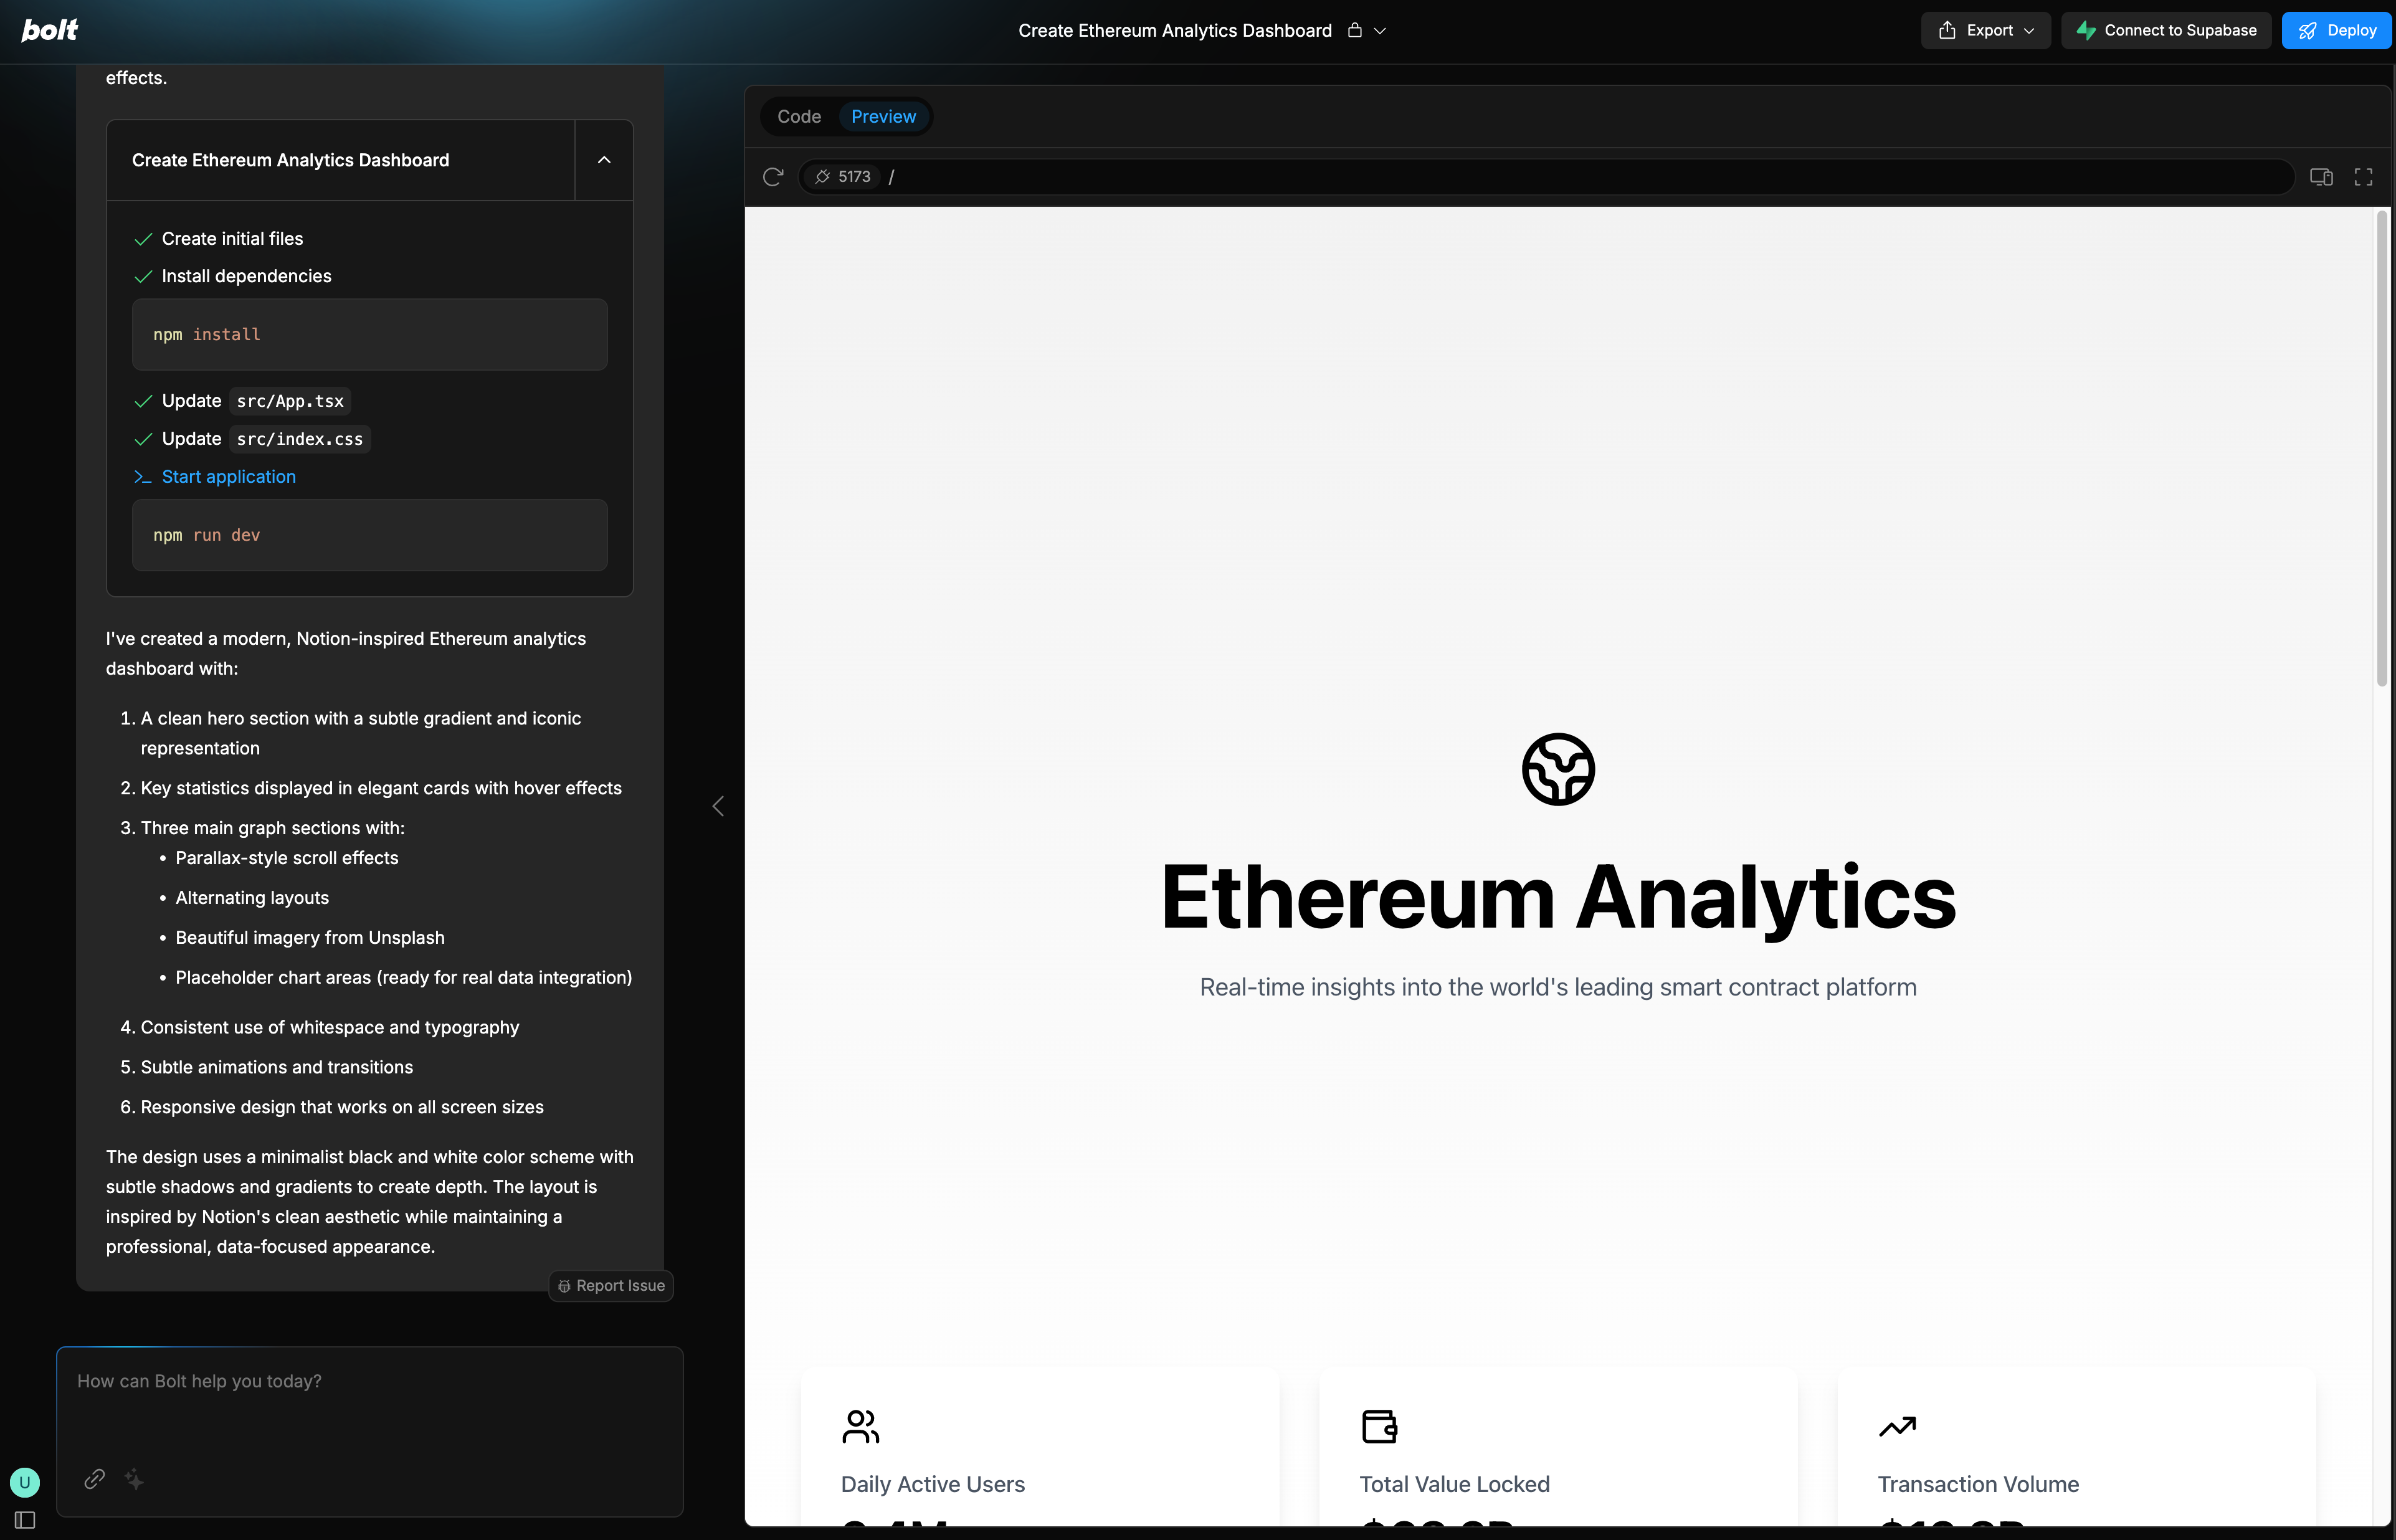 bolt
Create Ethereum Analytics Dashboard
Export
Connect to Supabase
Deploy
effects.
Create Ethereum Analytics Dashboard
Create initial files
Install dependencies
npm install
Update src/App.tsx
Update src/index.css
Start application
npm run dev
I've created a modern, Notion-inspired Ethereum analytics
dashboard with:
1. A clean hero section with a subtle gradient and iconic
representation
2. Key statistics displayed in elegant cards with hover effects
3. Three main graph sections with:
• Parallax-style scroll effects
• Alternating layouts
• Beautiful imagery from Unsplash
• Placeholder chart areas (ready for real data integration)
4. Consistent use of whitespace and typography
5. Subtle animations and transitions
6. Responsive design that works on all screen sizes
The design uses a minimalist black and white color scheme with
subtle shadows and gradients to create depth. The layout is
inspired by Notion's clean aesthetic while maintaining a
professional, data-focused appearance.
Report Issue
How can Bolt help you today?
U
Code
Preview
5173 /
Ethereum Analytics
Real-time insights into the world's leading smart contract platform
Daily Active Users
Total Value Locked
Transaction Volume